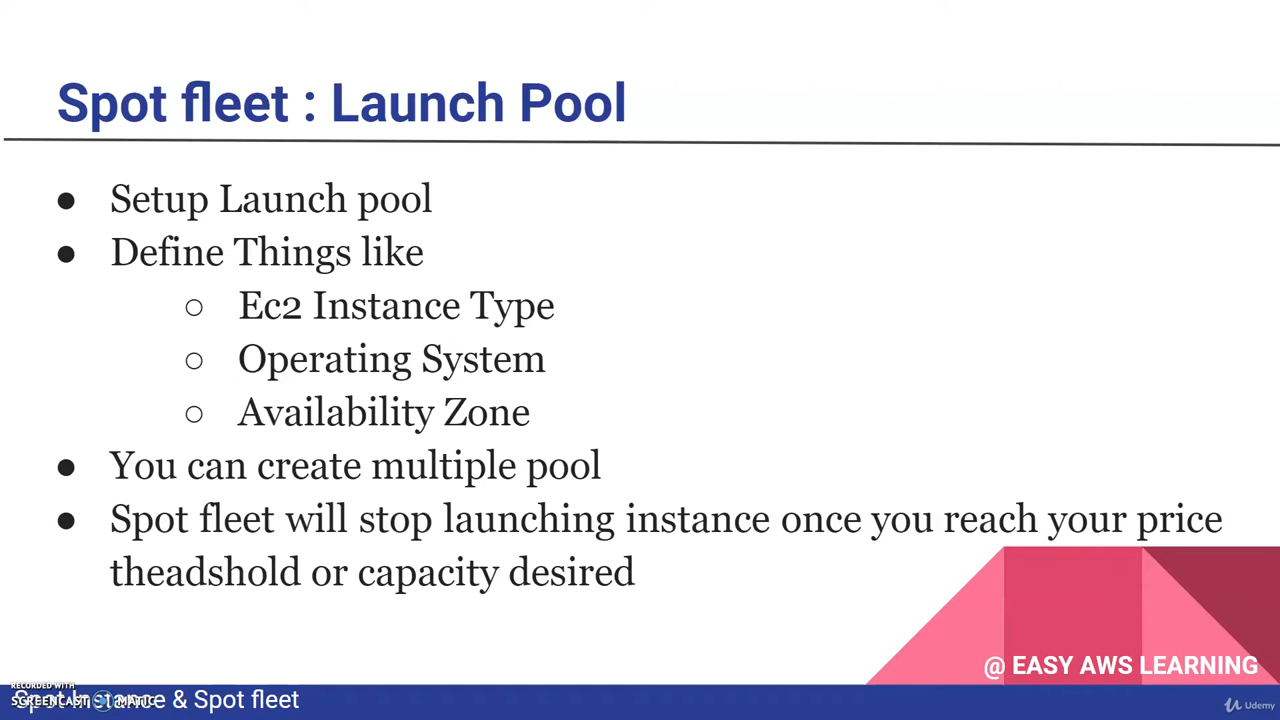 Spot fleet : Launch Pool
● Setup Launch pool
● Define Things like
○ Ec2 Instance Type
○ Operating System
○ Availability Zone
● You can create multiple pool
● Spot fleet will stop launching instance once you reach your price
theadshold or capacity desired
@ EASY AWS LEARNING
RECORDED WITH
SCREENCAST MATIC
Spot Instance & Spot fleet
Udemy